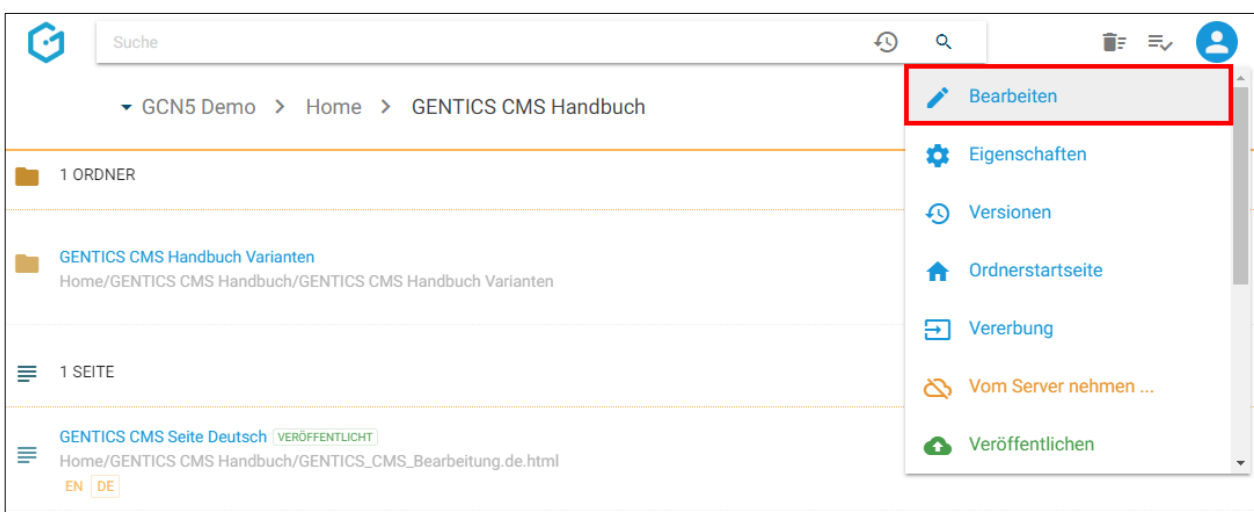 Suche
GCN5 Demo > Home > GENTICS CMS Handbuch
1 ORDNER
GENTICS CMS Handbuch Varianten
Home/GENTICS CMS Handbuch/GENTICS CMS Handbuch Varianten
1 SEITE
GENTICS CMS Seite Deutsch VERÖFFENTLICHT
Home/GENTICS CMS Handbuch/GENTICS_CMS_Bearbeitung.de.html
EN DE
Bearbeiten
Eigenschaften
Versionen
Ordnerstartseite
Vererbung
Vom Server nehmen ...
Veröffentlichen